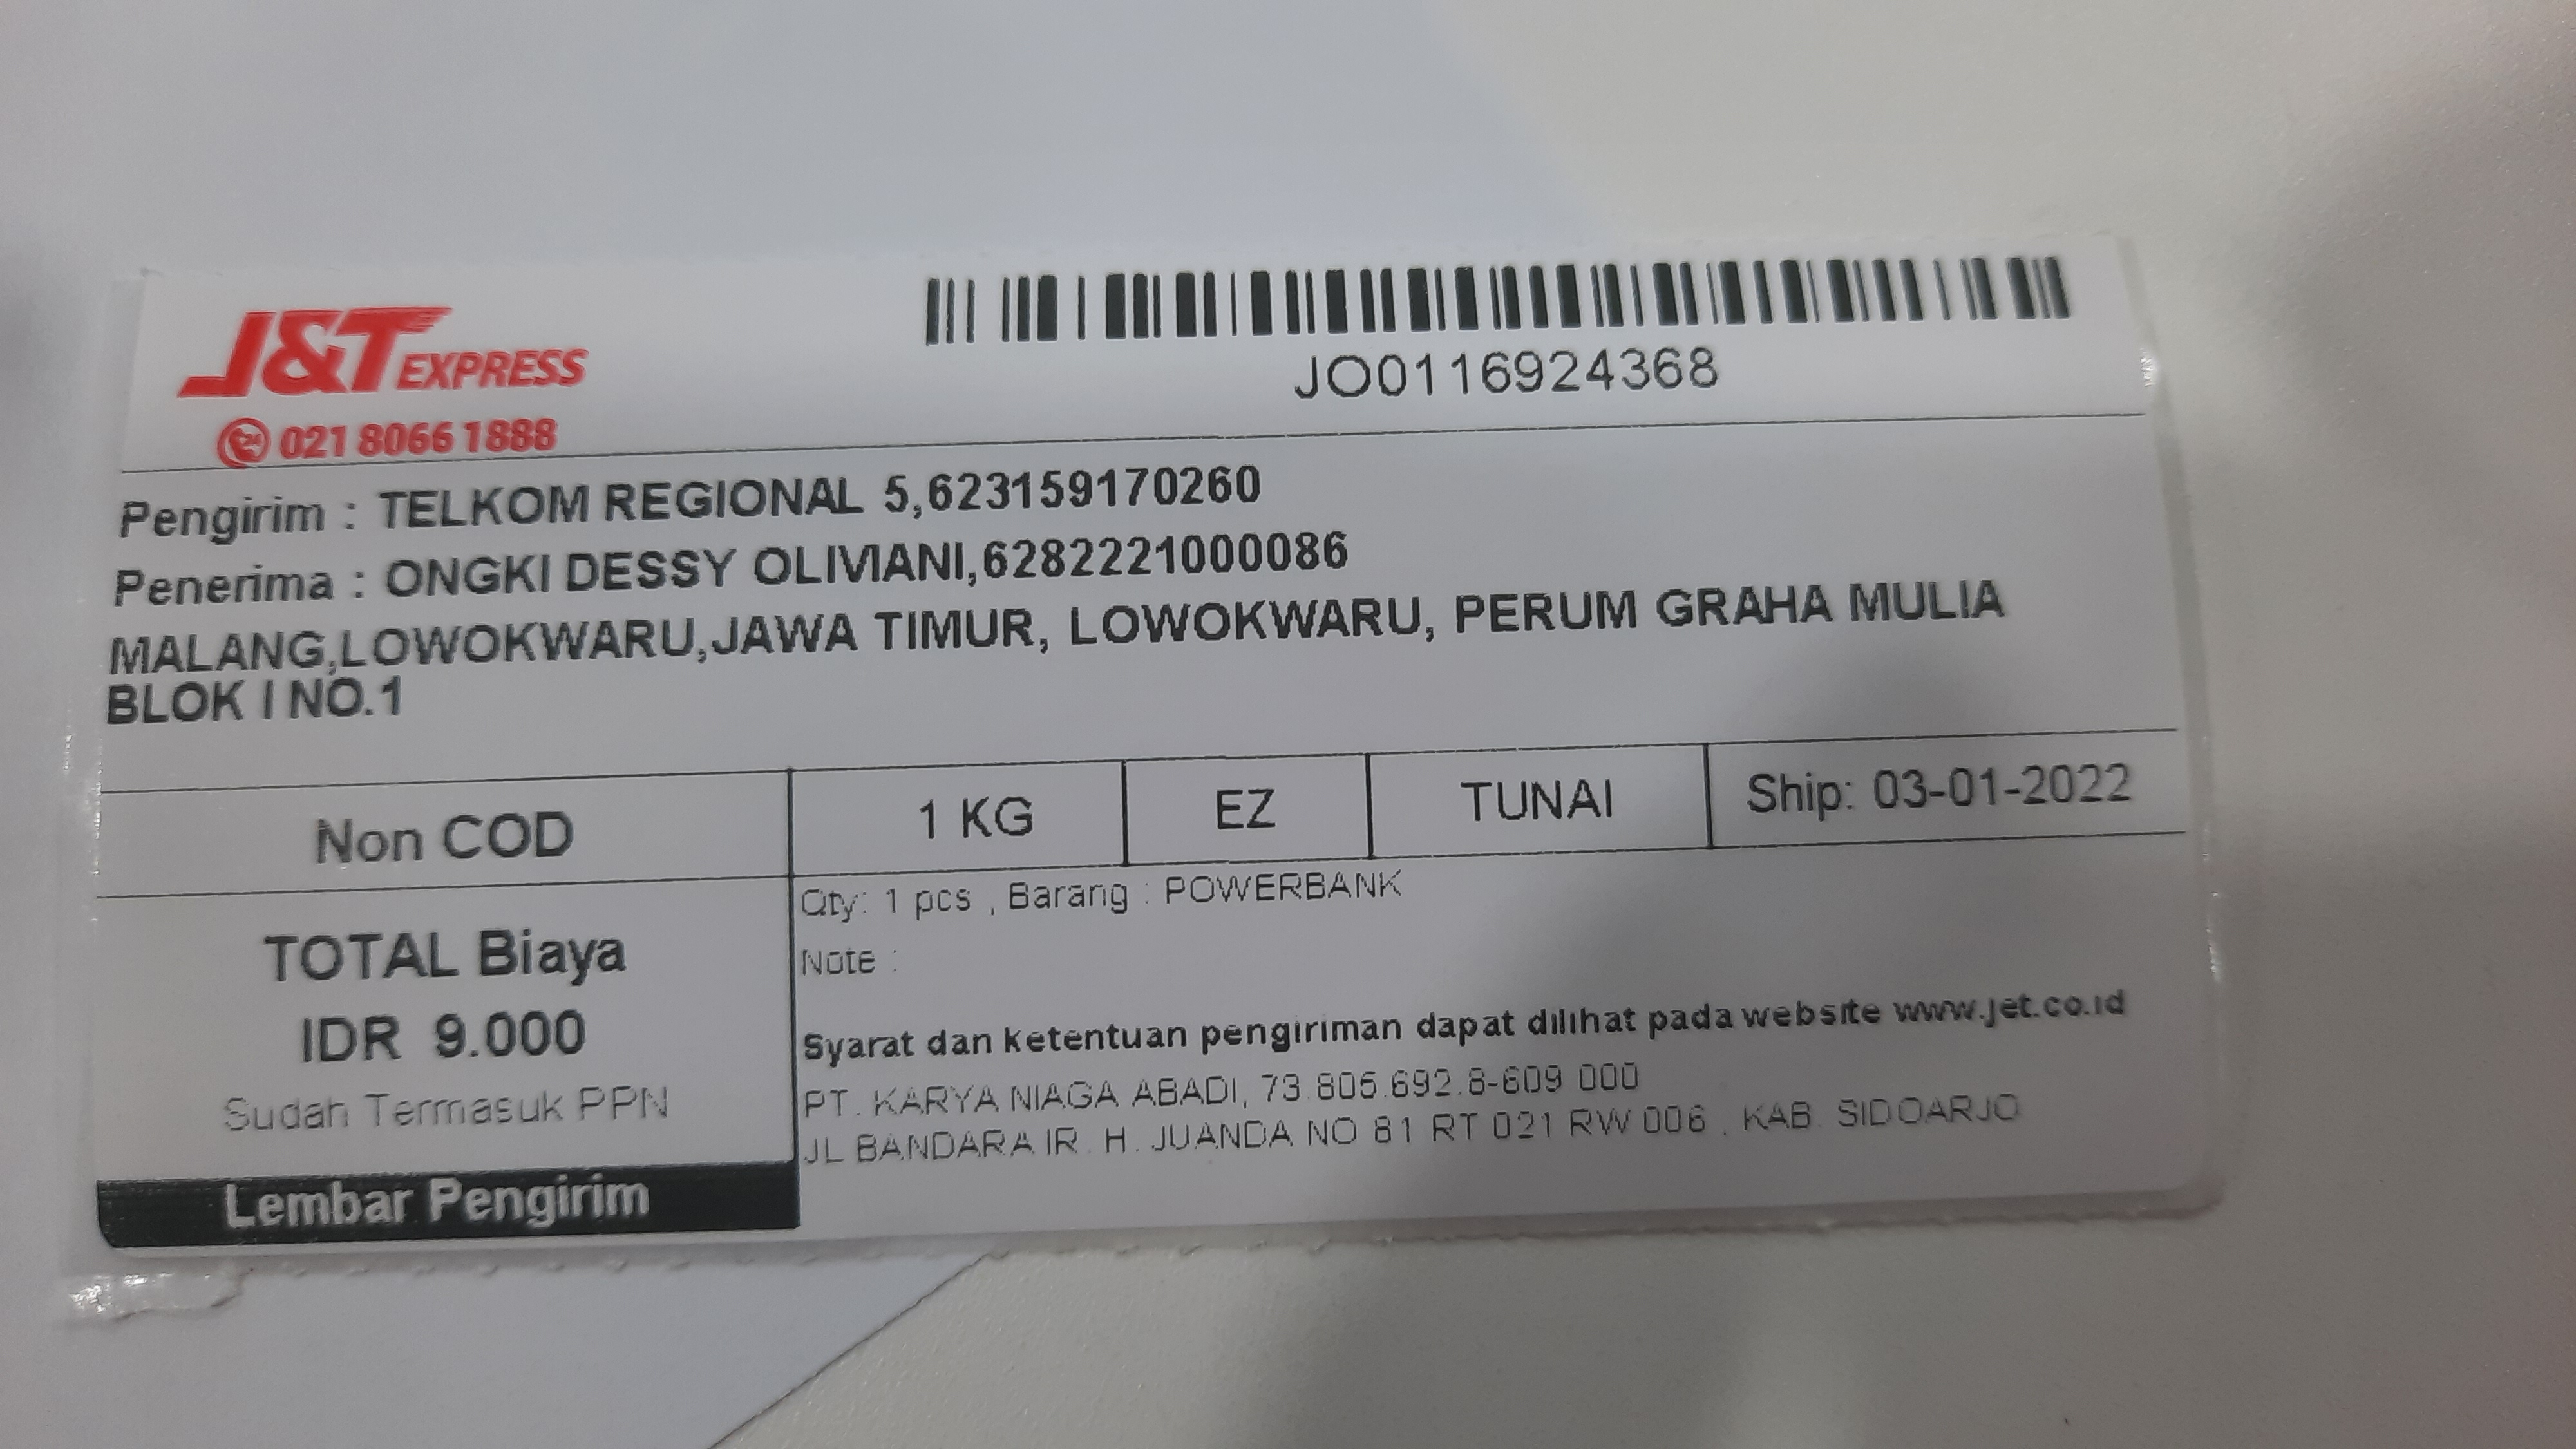 J&T EXPRESS
021 8066 1888
JO0116924368
Pengirim : TELKOM REGIONAL 5,623159170260
Penerima : ONGKI DESSY OLIVIANI,6282221000086
MALANG,LOWOKWARU,JAWA TIMUR, LOWOKWARU, PERUM GRAHA MULIA
BLOK I NO.1
Non COD
1 KG
EZ
TUNAI
Ship: 03-01-2022
TOTAL Biaya
IDR 9.000
Sudah Termasuk PPN
Lembar Pengirim
Qty: 1 pcs , Barang : POWERBANK
Note :
Syarat dan ketentuan pengiriman dapat dilihat pada website www.jet.co.id
PT. KARYA NIAGA ABADI, 73.605.692.8-609.000
JL BANDARA IR. H. JUANDA NO 81 RT 021 RW 006 . KAB. SIDOARJO